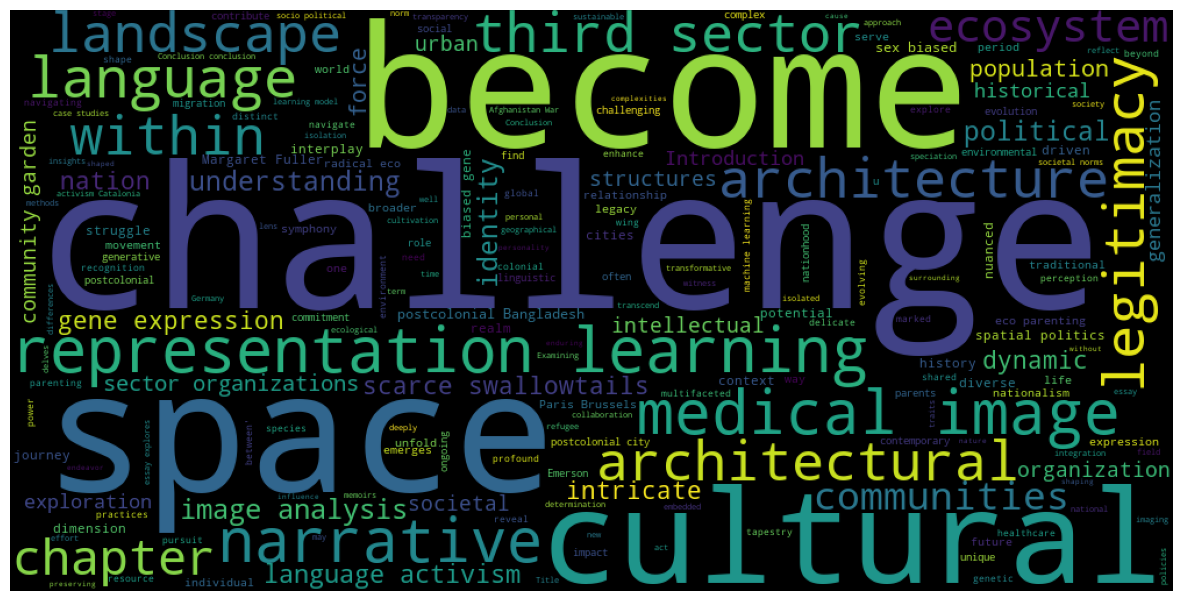 landscape
contribute
socio political
norm
transparency
sustainable
complex
cause
approach
ecosystem
Conclusion conclusion
shape
social
urban
third sector
serve
sex biased
period
reflect
beyond
language
world
force
become
population
historical
navigating
migration
learning model
case studies
distinct
navigate
data
Afghanistan War
complexities
challenging
explore
evolution
society
within
isolation
interplay
Conclusion
political
insights
shaped
Margaret Fuller
radical eco
find
enhance
Introduction
speciation
environmental
driven
societal norms
legitimacy
generalization
community garden
nation
understanding
identity
biased gene
global
structures
architecture
u
activism Catalonia
methods
lens
broader
cultivation
well
relationship
struggle
legacy
wing
personal
geographical
movement
generative
recognition
postcolonial
symphony
role
colonial
cities
machine learning
nationhood
nuanced
traditional
perception
challenge
one
need
linguistic
personality
often
time
environment
transformative
witness
evolving
surrounding
term
Germany
transcend
isolated
differences
gene expression
commitment
postcolonial Bangladesh
potential
delicate
marked
eco parenting
ecological
realm
intellectual
spatial politics
delves
representation learning
enduring
Examining
history
shared
dynamic
without
parenting
sector organizations
scarce swallowtails
context
way
diverse
life
essay
parents
nationalism
power
space
Paris Brussels
multifaceted
medical image
collaboration
traits
deeply
refugee
species
between
unfold
ongoing
emerges
profound
postcolonial city
contemporary
nature
expression
integration
field
journey
endeavour
essay explores
Emerson
architectural
organization
shaping
exploration
influence
memoirs
societal
intricate
communities
national
practices
image analysis
reveal
determination
embedded
dimension
tapestry
healthcare
imaging
effort
pursuit
may
new
act
future
chapter
narrative
cultural
impact
unique
policies
resource
individual
language activism
Title
genetic
preserving